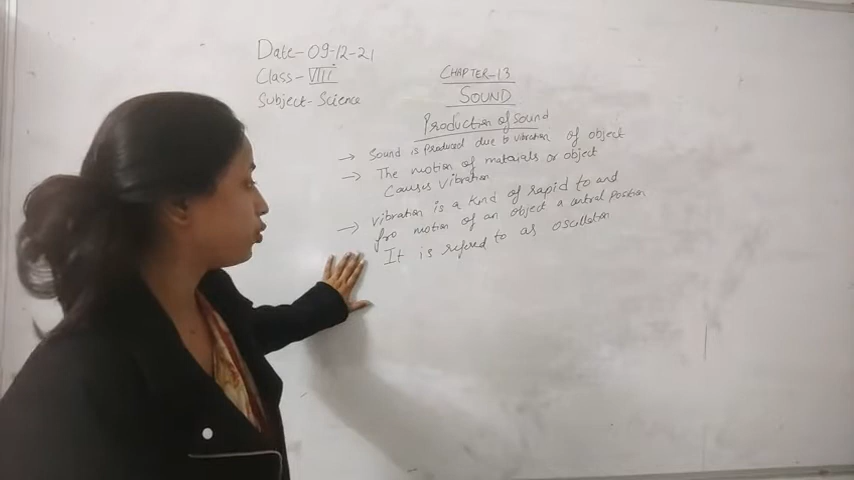 Date-09-12-21
Class-VIII
Subject-Science
CHAPTER-13
SOUND
Production of Sound
→ Sound is produced due to vibration of object
→ The motion of mataials or object
Causes Vibration
→ vibration is a kind of rapid to and
fro motion of an object a antral position
It is refered to as oscillation